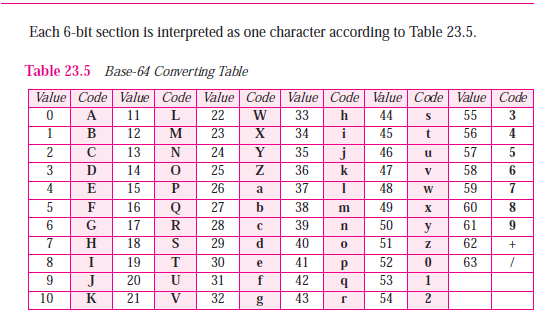 Each 6-bit section is interpreted as one character according to Table 23.5.
Table 23.5 Base-64 Converting Table
Value Code Value Code Value Code Value Code Value Code Value Code
0 A 11 L 22 W 33 h 44 s 55 3
1 B 12 M 23 X 34 i 45 t 56 4
2 C 13 N 24 Y 35 j 46 u 57 5
3 D 14 O 25 Z 36 k 47 v 58 6
4 E 15 P 26 a 37 l 48 w 59 7
5 F 16 Q 27 b 38 m 49 x 60 8
6 G 17 R 28 c 39 n 50 y 61 9
7 H 18 S 29 d 40 o 51 z 62 +
8 I 19 T 30 e 41 p 52 0 63 /
9 J 20 U 31 f 42 q 53 1
10 K 21 V 32 g 43 r 54 2